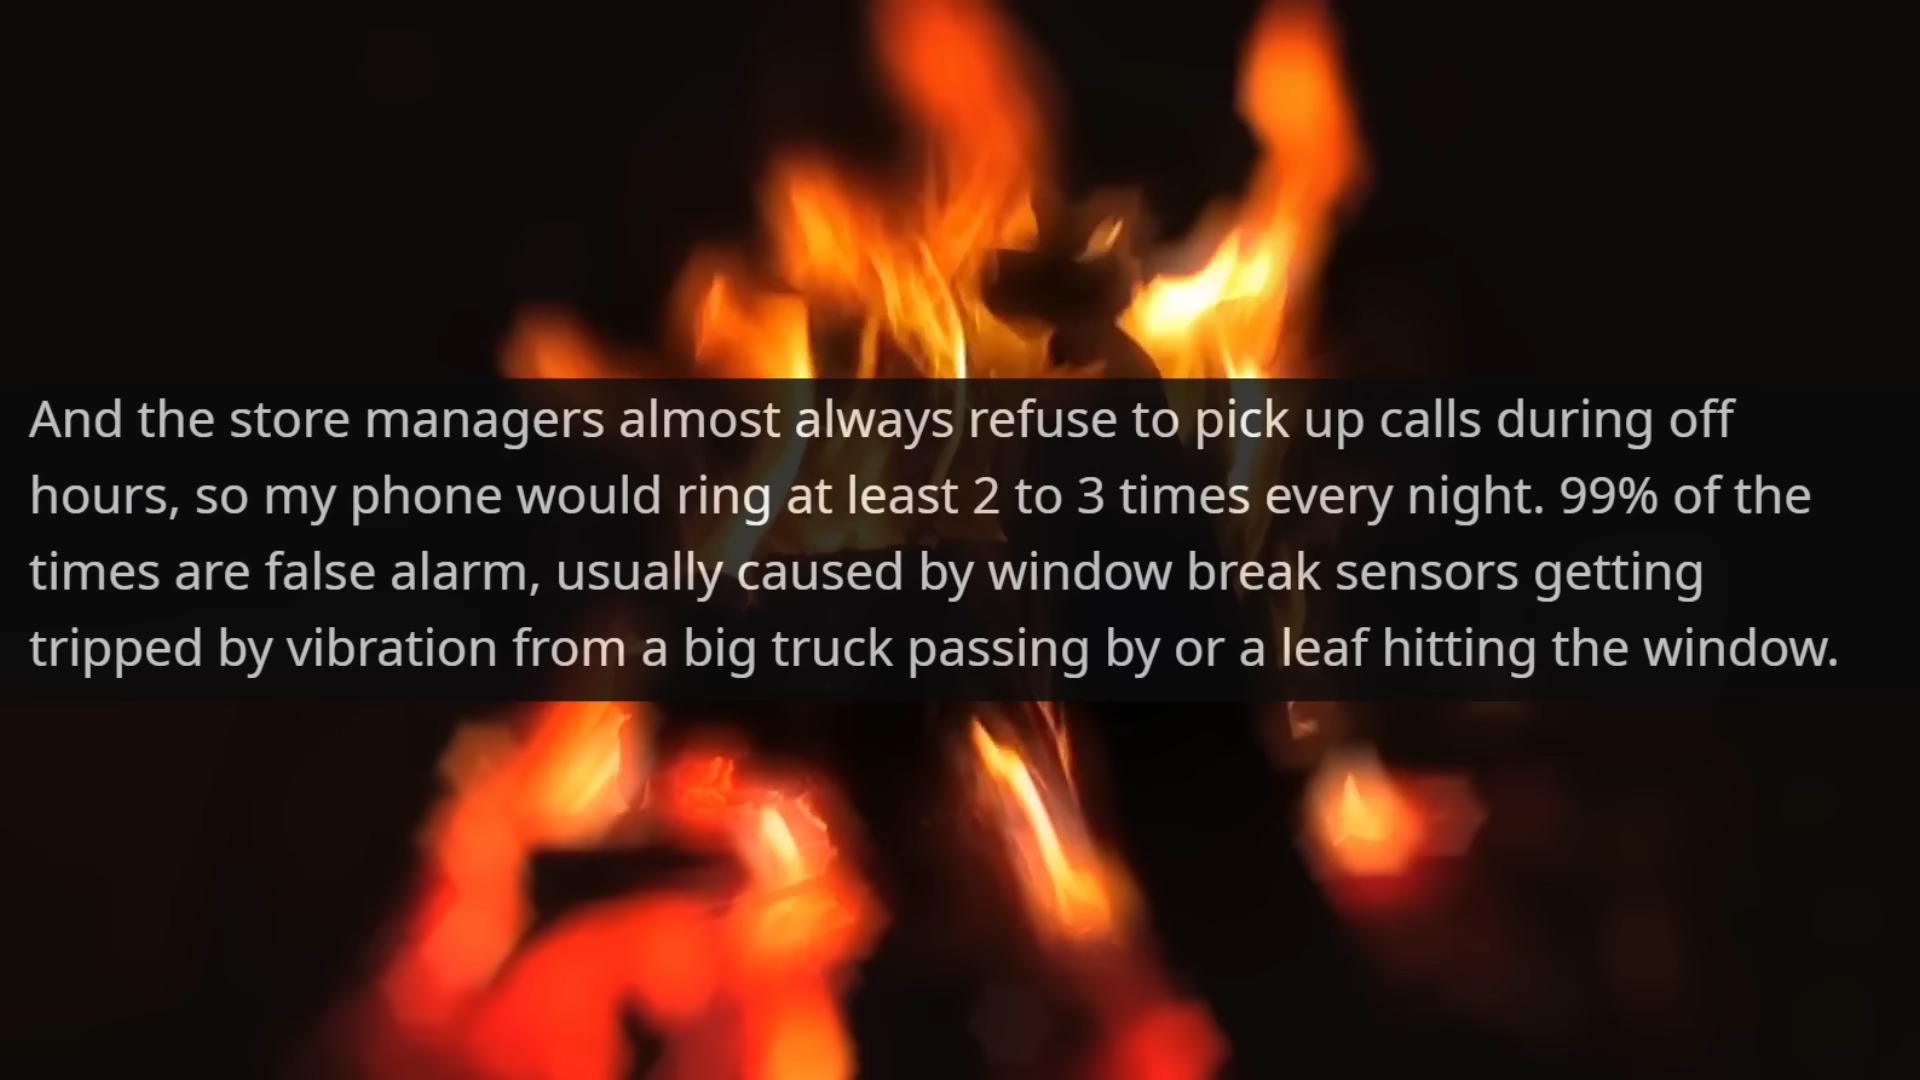 And the store managers almost always refuse to pick up calls during off
hours, so my phone would ring at least 2 to 3 times every night. 99% of the
times are false alarm, usually caused by window break sensors getting
tripped by vibration from a big truck passing by or a leaf hitting the window.